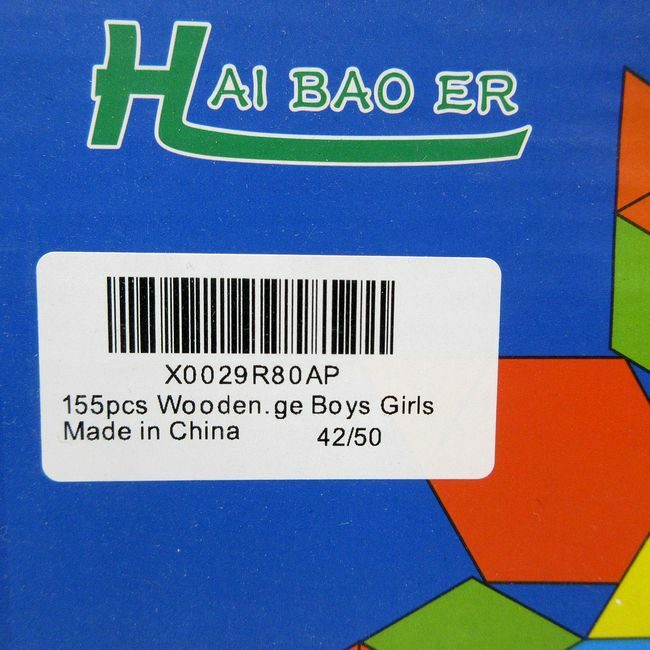 HAI BAO ER
X0029R80AP
155pcs Wooden.ge Boys Girls
Made in China 42/50